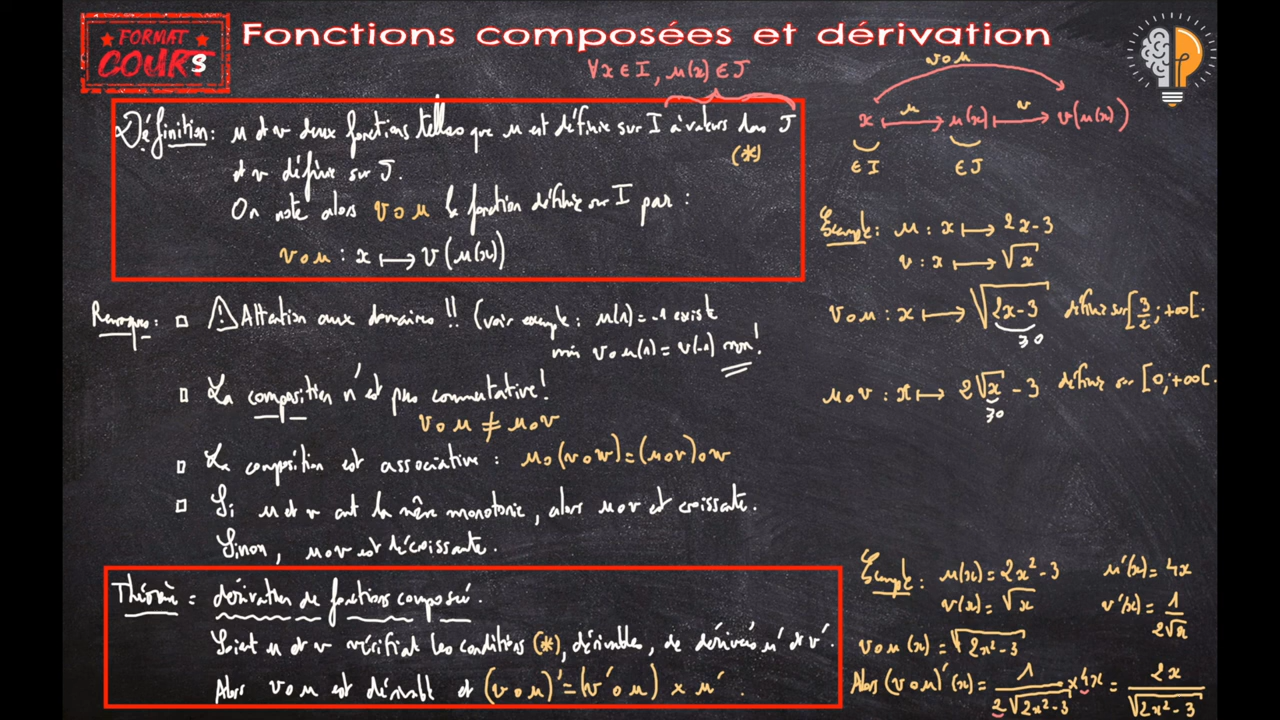 FORMAT
COURS
Fonctions composées et dérivation
∀x ∈ I, u(x) ∈ J
Définition : u et v deux fonctions telles que u est définie sur I à valeurs dans J
(*)
et v définie sur J.
On note alors v o u la fonction définie sur I par :
v o u : x ⟼ v(u(x))
v o u
x ⟼ u(x) ⟼ v(u(x))
u
v
∈ I
∈ J
Exemple : u : x ⟼ 2x-3
v : x ⟼ √x
v o u : x ⟼ √(2x-3) définie sur [3/2 ; +∞[.
≥0
u o v : x ⟼ 2√x - 3 définie sur [0 ; +∞[.
≥0
Remarques : □ ⚠ Attention aux domaines !! (voir exemple : u(1) = -1 existe
mais v o u(1) = v(-1) non !
□ La composition n'est pas commutative !
v o u ≠ u o v
□ La composition est associative : u o (v o w) = (u o v) o w
□ Si u et v ont la même monotonie, alors u o v est croissante.
Sinon, u o v est décroissante.
Théorème : dérivation de fonctions composées.
Soient u et v vérifiant les conditions (*), dérivables, de dérivées u' et v'.
Alors v o u est dérivable et (v o u)' = (v' o u) × u'.
Exemple : u(x) = 2x² - 3 u'(x) = 4x
v(x) = √x v'(x) = 1/(2√x)
v o u (x) = √(2x² - 3)
Alors (v o u)'(x) = 1/(2√(2x² - 3)) × 4x = 2x/√(2x² - 3)